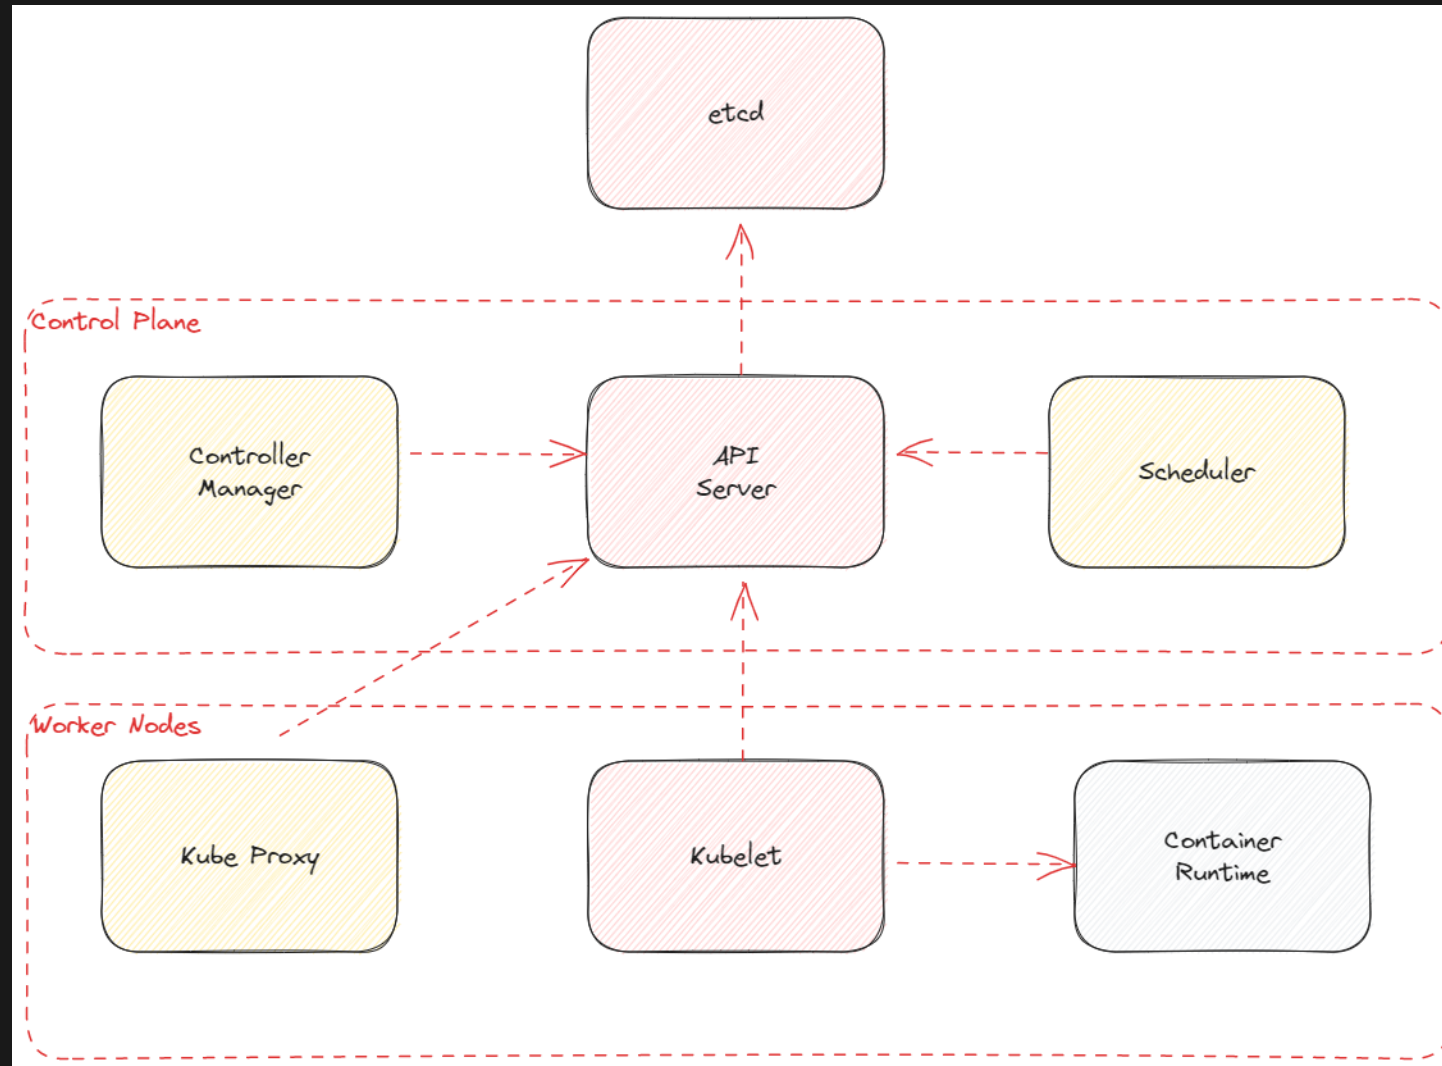 etcd
Control Plane
Controller
Manager
API
Server
Scheduler
Worker Nodes
Kube Proxy
Kubelet
Container
Runtime